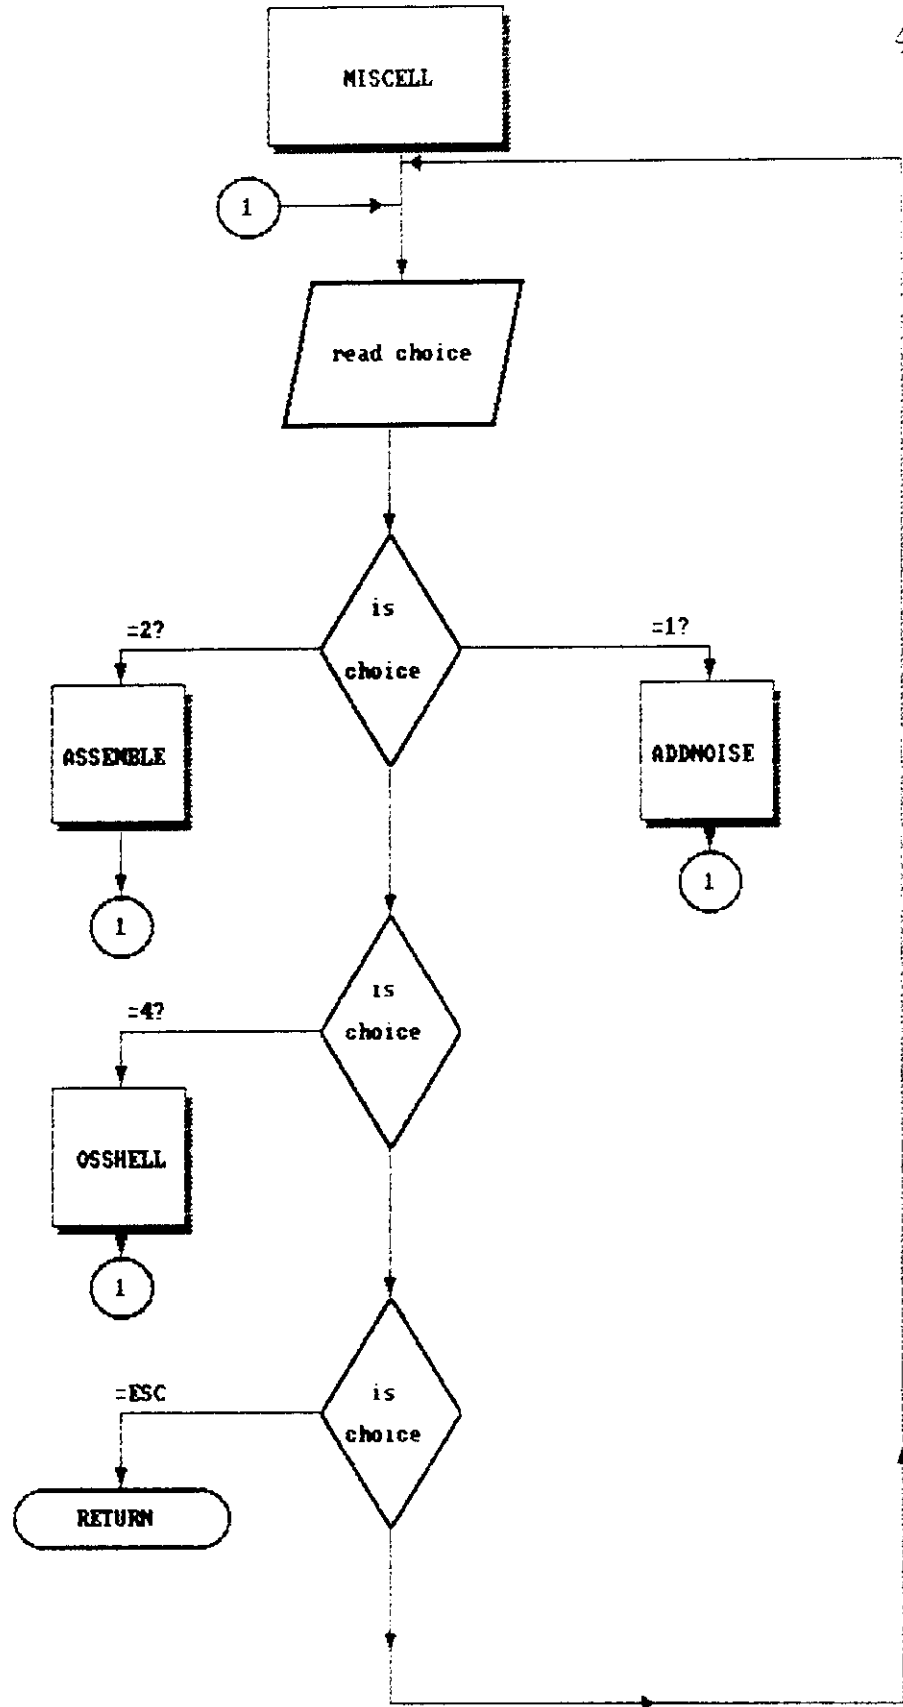 MISCELL
1
read choice
is
choice
=2?
=1?
ASSEMBLE
ADDNOISE
1
1
is
choice
=4?
OSSHELL
1
is
choice
=ESC
RETURN